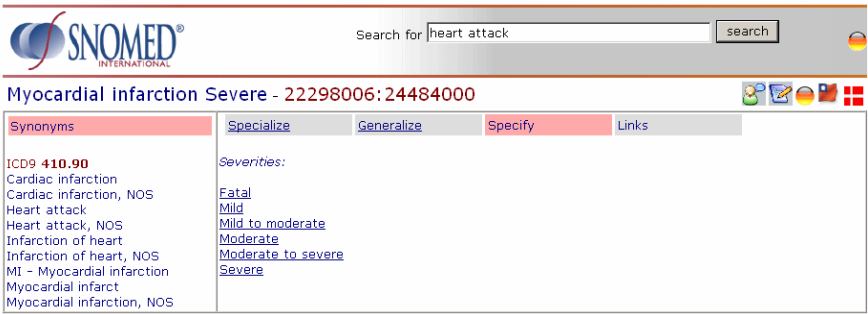 SNOMED®
INTERNATIONAL
Search for heart attack search
Myocardial infarction Severe - 22298006:24484000
Synonyms
Specialize Generalize Specify Links
ICD9 410.90
Cardiac infarction
Cardiac infarction, NOS
Heart attack
Heart attack, NOS
Infarction of heart
Infarction of heart, NOS
MI - Myocardial infarction
Myocardial infarct
Myocardial infarction, NOS
Severities:
Fatal
Mild
Mild to moderate
Moderate
Moderate to severe
Severe